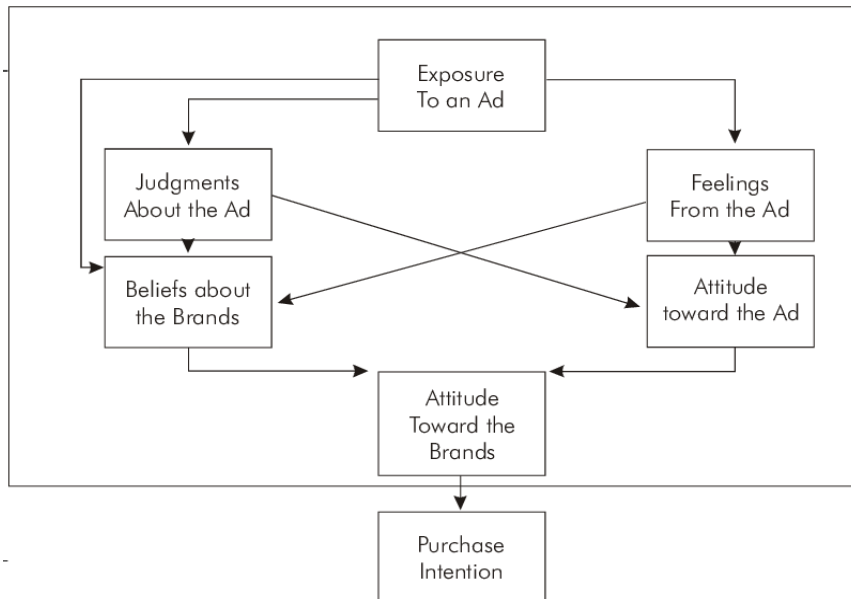 Exposure
To an Ad
Judgments
About the Ad
Feelings
From the Ad
Beliefs about
the Brands
Attitude
toward the Ad
Attitude
Toward the
Brands
Purchase
Intention